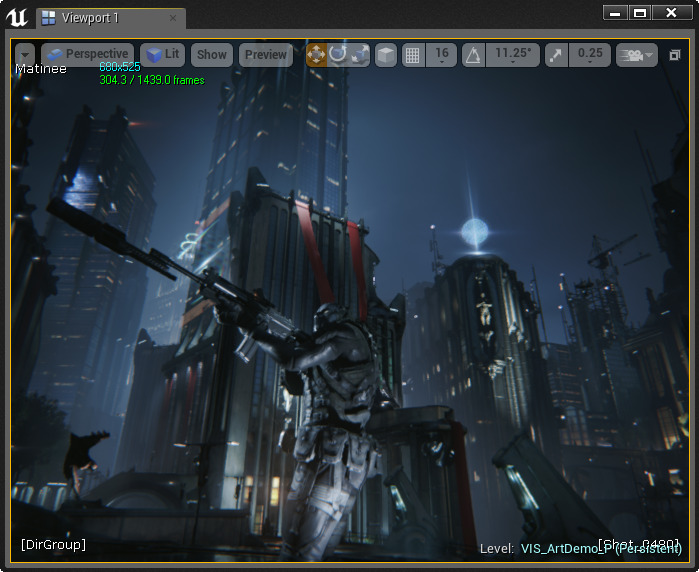 Viewport 1
Perspective Lit Show Preview 16 11.25° 0.25
Matinee
680x525
304.3 / 1439.0 frames
[DirGroup]
Level: VIS_ArtDemo_P (Persistent)
[Shot_0480]